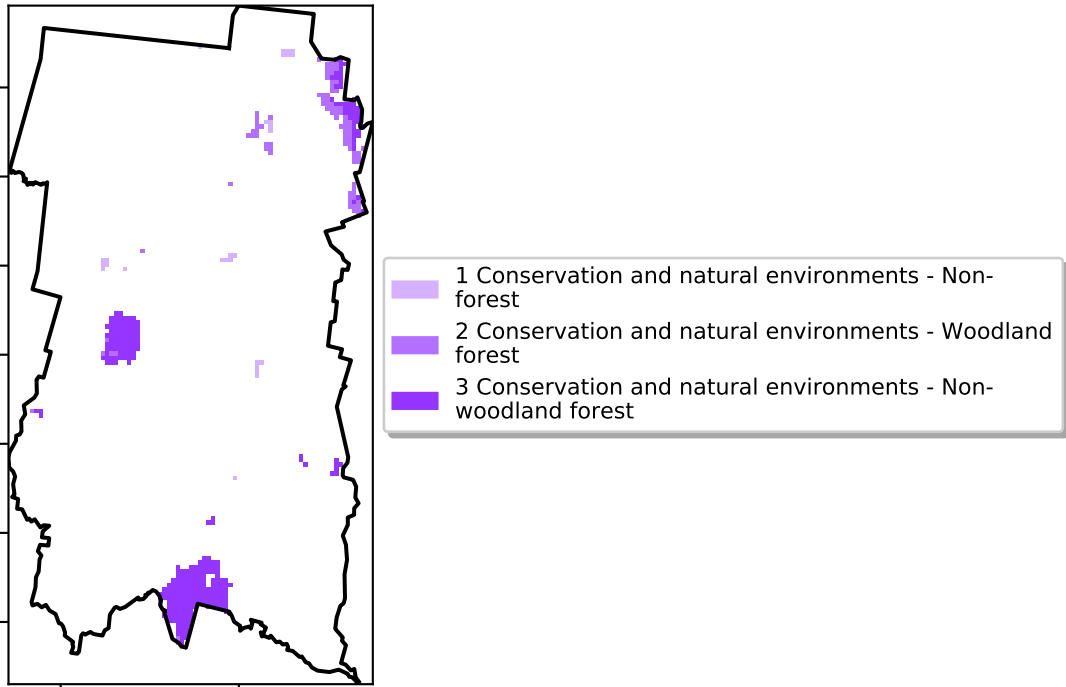 1 Conservation and natural environments - Non-
forest
2 Conservation and natural environments - Woodland
forest
3 Conservation and natural environments - Non-
woodland forest